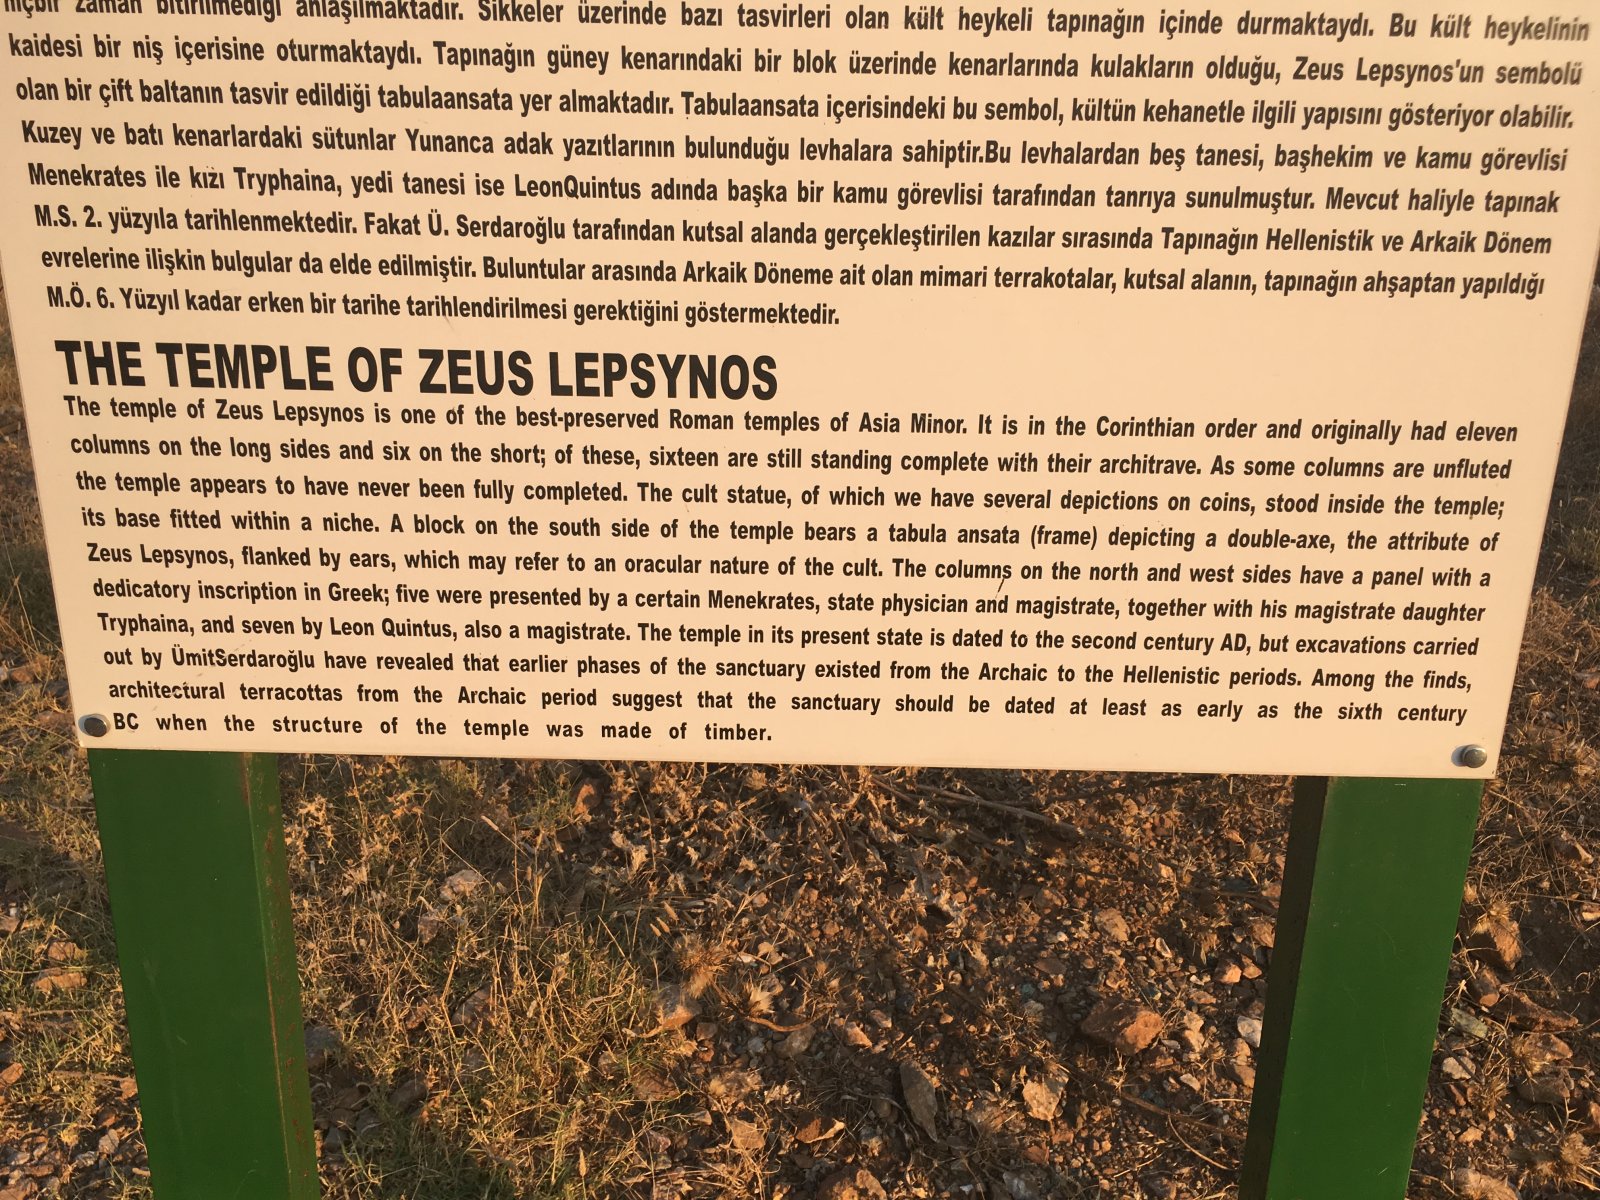 hiçbir zaman bitirilmediği anlaşılmaktadır. Sikkeler üzerinde bazı tasvirleri olan kült heykeli tapınağın içinde durmaktaydı. Bu kült heykelinin
kaidesi bir niş içerisine oturmaktaydı. Tapınağın güney kenarındaki bir blok üzerinde kenarlarında kulakların olduğu, Zeus Lepsynos'un sembolü
olan bir çift baltanın tasvir edildiği tabulaansata yer almaktadır. Tabulaansata içerisindeki bu sembol, kültün kehanetle ilgili yapısını gösteriyor olabilir.
Kuzey ve batı kenarlardaki sütunlar Yunanca adak yazıtlarının bulunduğu levhalara sahiptir.Bu levhalardan beş tanesi, başhekim ve kamu görevlisi
Menekrates ile kızı Tryphaina, yedi tanesi ise LeonQuintus adında başka bir kamu görevlisi tarafından tanrıya sunulmuştur. Mevcut haliyle tapınak
M.S. 2. yüzyıla tarihlenmektedir. Fakat Ü. Serdaroğlu tarafından kutsal alanda gerçekleştirilen kazılar sırasında Tapınağın Hellenistik ve Arkaik Dönem
evrelerine ilişkin bulgular da elde edilmiştir. Buluntular arasında Arkaik Döneme ait olan mimari terrakotalar, kutsal alanın, tapınağın ahşaptan yapıldığı
M.Ö. 6. Yüzyıl kadar erken bir tarihe tarihlendirilmesi gerektiğini göstermektedir.
THE TEMPLE OF ZEUS LEPSYNOS
The temple of Zeus Lepsynos is one of the best-preserved Roman temples of Asia Minor. It is in the Corinthian order and originally had eleven
columns on the long sides and six on the short; of these, sixteen are still standing complete with their architrave. As some columns are unfluted
the temple appears to have never been fully completed. The cult statue, of which we have several depictions on coins, stood inside the temple;
its base fitted within a niche. A block on the south side of the temple bears a tabula ansata (frame) depicting a double-axe, the attribute of
Zeus Lepsynos, flanked by ears, which may refer to an oracular nature of the cult. The columns on the north and west sides have a panel with a
dedicatory inscription in Greek; five were presented by a certain Menekrates, state physician and magistrate, together with his magistrate daughter
Tryphaina, and seven by Leon Quintus, also a magistrate. The temple in its present state is dated to the second century AD, but excavations carried
out by ÜmitSerdaroğlu have revealed that earlier phases of the sanctuary existed from the Archaic to the Hellenistic periods. Among the finds,
architectural terracottas from the Archaic period suggest that the sanctuary should be dated at least as early as the sixth century
BC when the structure of the temple was made of timber.